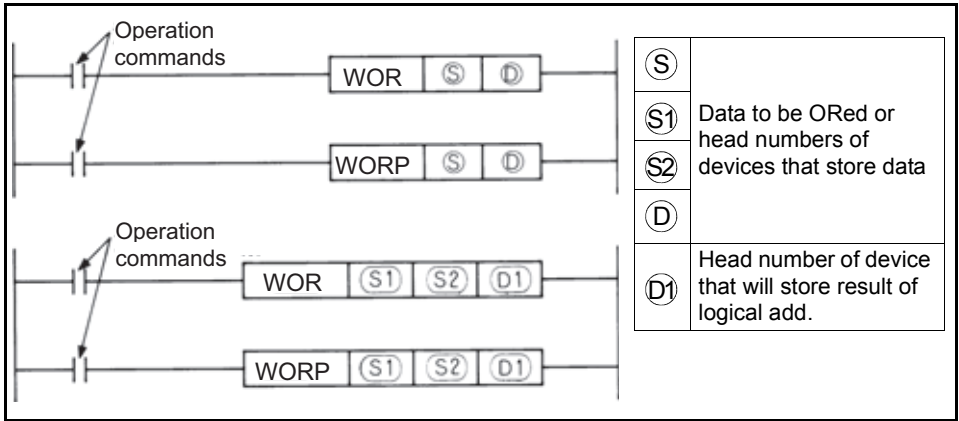 Operation
commands
WOR Ⓢ Ⓓ
WORP Ⓢ Ⓓ
Operation
commands
WOR S1 S2 D1
WORP S1 S2 D1
Ⓢ
S1
S2
Ⓓ
Data to be ORed or
head numbers of
devices that store data
D1
Head number of device
that will store result of
logical add.